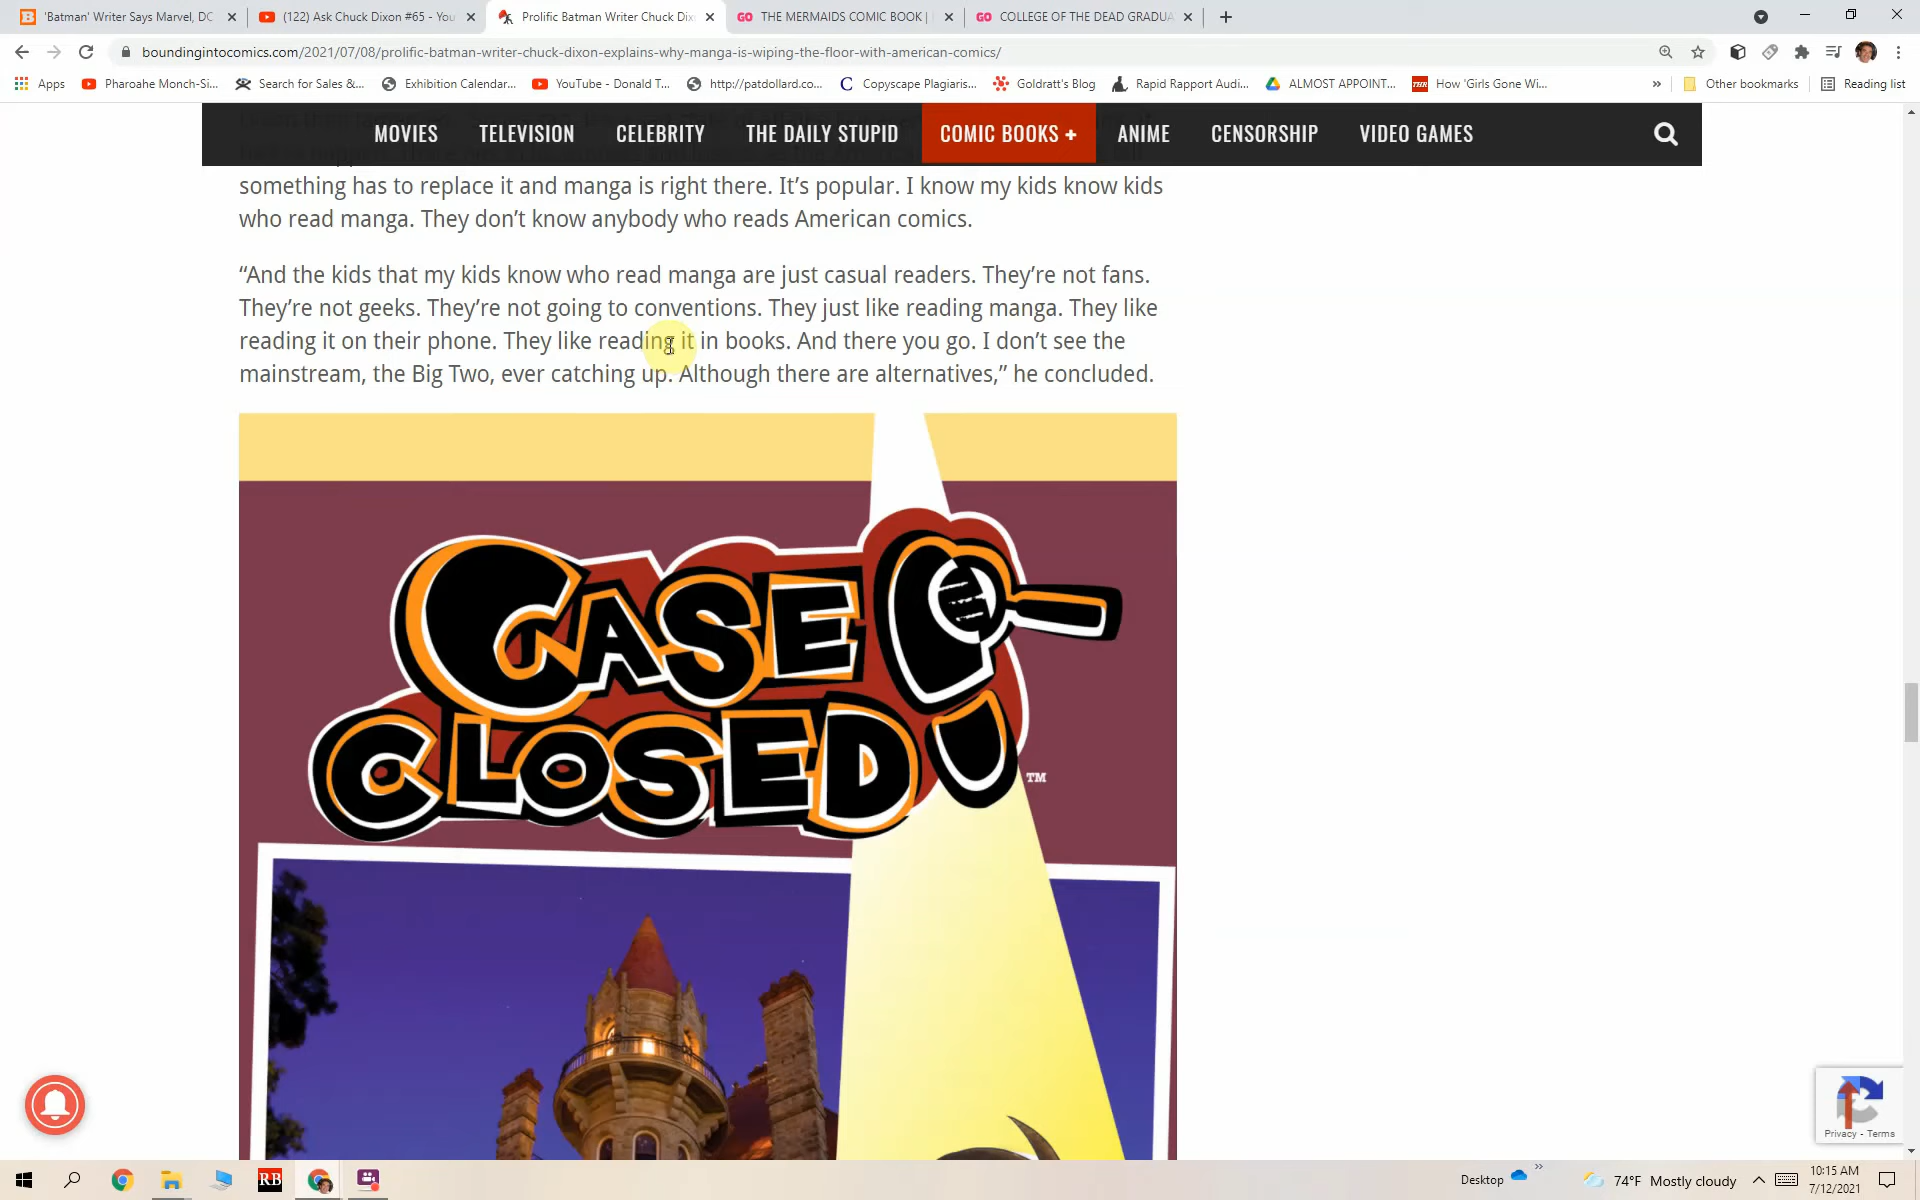 'Batman' Writer Says Marvel, DC
(122) Ask Chuck Dixon #65 - You
Prolific Batman Writer Chuck Dix
THE MERMAIDS COMIC BOOK |
COLLEGE OF THE DEAD GRADUA
boundingintocomics.com/2021/07/08/prolific-batman-writer-chuck-dixon-explains-why-manga-is-wiping-the-floor-with-american-comics/
Apps
Pharoahe Monch-Si...
Search for Sales &...
Exhibition Calendar...
YouTube - Donald T...
http://patdollard.co...
Copyscape Plagiaris...
Goldratt's Blog
Rapid Rapport Audi...
ALMOST APPOINT...
How 'Girls Gone Wi...
»
Other bookmarks
Reading list
MOVIES TELEVISION CELEBRITY THE DAILY STUPID COMIC BOOKS + ANIME CENSORSHIP VIDEO GAMES
something has to replace it and manga is right there. It’s popular. I know my kids know kids
who read manga. They don’t know anybody who reads American comics.
“And the kids that my kids know who read manga are just casual readers. They’re not fans.
They’re not geeks. They’re not going to conventions. They just like reading manga. They like
reading it on their phone. They like reading it in books. And there you go. I don’t see the
mainstream, the Big Two, ever catching up. Although there are alternatives,” he concluded.
CASE
CLOSED
TM
Privacy - Terms
RB
Desktop
»
74°F Mostly cloudy
10:15 AM
7/12/2021